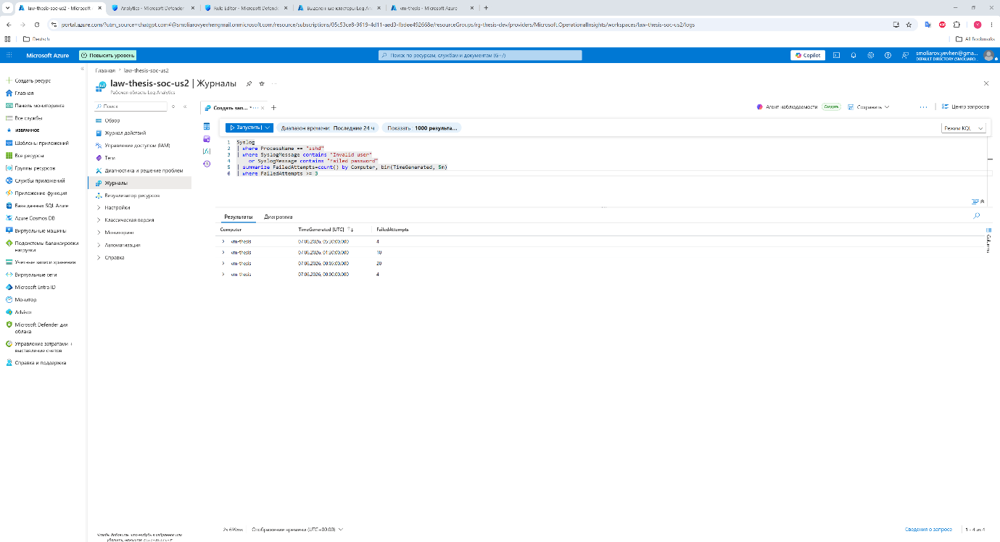 law-thesis-soc-us2 - Microsoft
Analytics - Microsoft Defender
Rule Editor - Microsoft Defende
Выделенные кластеры Log An
vm-thesis - Microsoft Azure
portal.azure.com/?utm_source=chatgpt.com#@smoliarovyevhengmail.onmicrosoft.com/resource/subscriptions/05c53ce8-9619-4d11-aed3-fbdee492668e/resourceGroups/rg-thesis-dev/providers/Microsoft.OperationalInsights/workspaces/law-thesis-soc-us2/logs
Deutsch
All Bookmarks
Microsoft Azure
Повысить уровень
Поиск по ресурсам, службам и документам (G+/)
Copilot
smoliarov.yevhen@gma...
DEFAULT DIRECTORY (SMOLIARO...
Создать ресурс
Главная
Панель мониторинга
Все службы
ИЗБРАННОЕ
Шаблоны приложений
Все ресурсы
Группы ресурсов
Службы приложений
Приложение-функция
База данных SQL Azure
Azure Cosmos DB
Виртуальные машины
Подсистемы балансировки
нагрузки
Учетные записи хранения
Виртуальные сети
Microsoft Entra ID
Монитор
Advisor
Microsoft Defender для
облака
Управление затратами +
выставление счетов
Справка и поддержка
Главная
law-thesis-soc-us2
law-thesis-soc-us2 | Журналы
Рабочая область Log Analytics
Поиск
Обзор
Журнал действий
Управление доступом (IAM)
Теги
Диагностика и решение проблем
Журналы
Визуализатор ресурсов
Настройки
Классическая версия
Мониторинг
Автоматизация
Справка
Чтобы добавить что-нибудь в избранное или
удалить, нажмите
Создать зап... *
Агент наблюдаемости
Создать
Сохранить
Центр запросов
Запустить
Диапазон времени: Последние 24 ч
Показать : 1000 результа...
Режим KQL
1 Syslog
2 | where ProcessName == "sshd"
3 | where SyslogMessage contains "Invalid user"
4 or SyslogMessage contains "failed password"
5 | summarize FailedAttempts=count() by Computer, bin(TimeGenerated, 5m)
6 | where FailedAttempts >= 3
Результаты
Диаграмма
Computer
TimeGenerated [UTC]
FailedAttempts
vm-thesis 07.06.2026, 05:30:00.000 4
vm-thesis 07.06.2026, 01:30:00.000 10
vm-thesis 07.06.2026, 00:05:00.000 20
vm-thesis 07.06.2026, 00:00:00.000 4
Columns
2s 699ms
Отображение времени (UTC+00:00)
Сведения о запросе
1 - 4 из 4